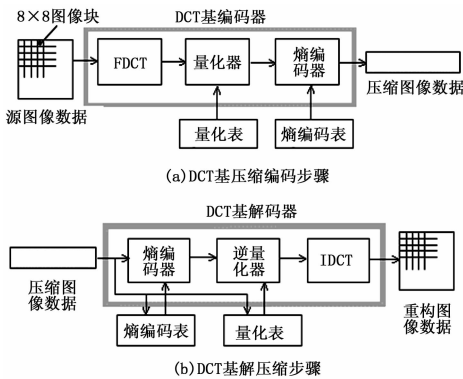 8×8图像块
DCT基编码器
FDCT
量化器
熵编
码器
源图像数据
压缩图像数据
量化表
熵编码表
(a)DCT基压缩编码步骤
DCT基解码器
熵编
码器
逆量
化器
IDCT
压缩图
像数据
重构图
像数据
熵编码表
量化表
(b)DCT基解压缩步骤